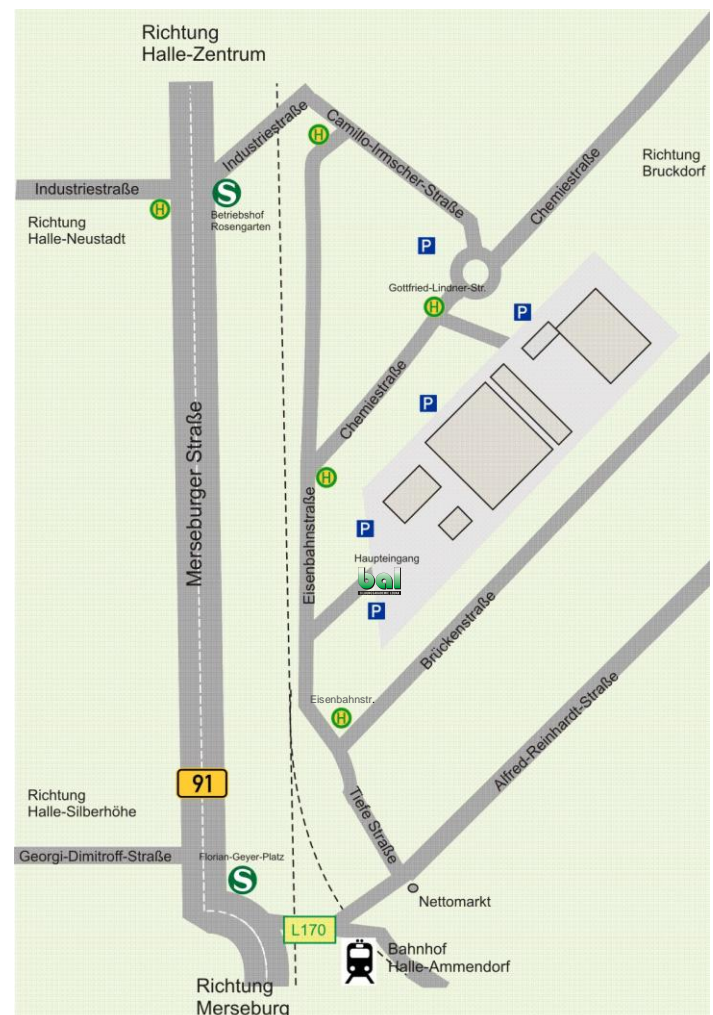 Richtung
Halle-Zentrum
Industriestraße
Camillo-Irmscher-Straße
H
Chemiestraße
Richtung
Bruckdorf
Industriestraße
H
S
Betriebshof
Rosengarten
Richtung
Halle-Neustadt
P
Gottfried-Lindner-Str.
H
P
Chemiestraße
P
Merseburger Straße
H
Eisenbahnstraße
P
Haupteingang
bal
P
Brückenstraße
Eisenbahnstr.
H
Alfred-Reinhardt-Straße
91
Richtung
Halle-Silberhöhe
Tiefe Straße
Georgi-Dimitroff-Straße
Florian-Geyer-Platz
S
Nettomarkt
L170
Bahnhof
Halle-Ammendorf
Richtung
Merseburg